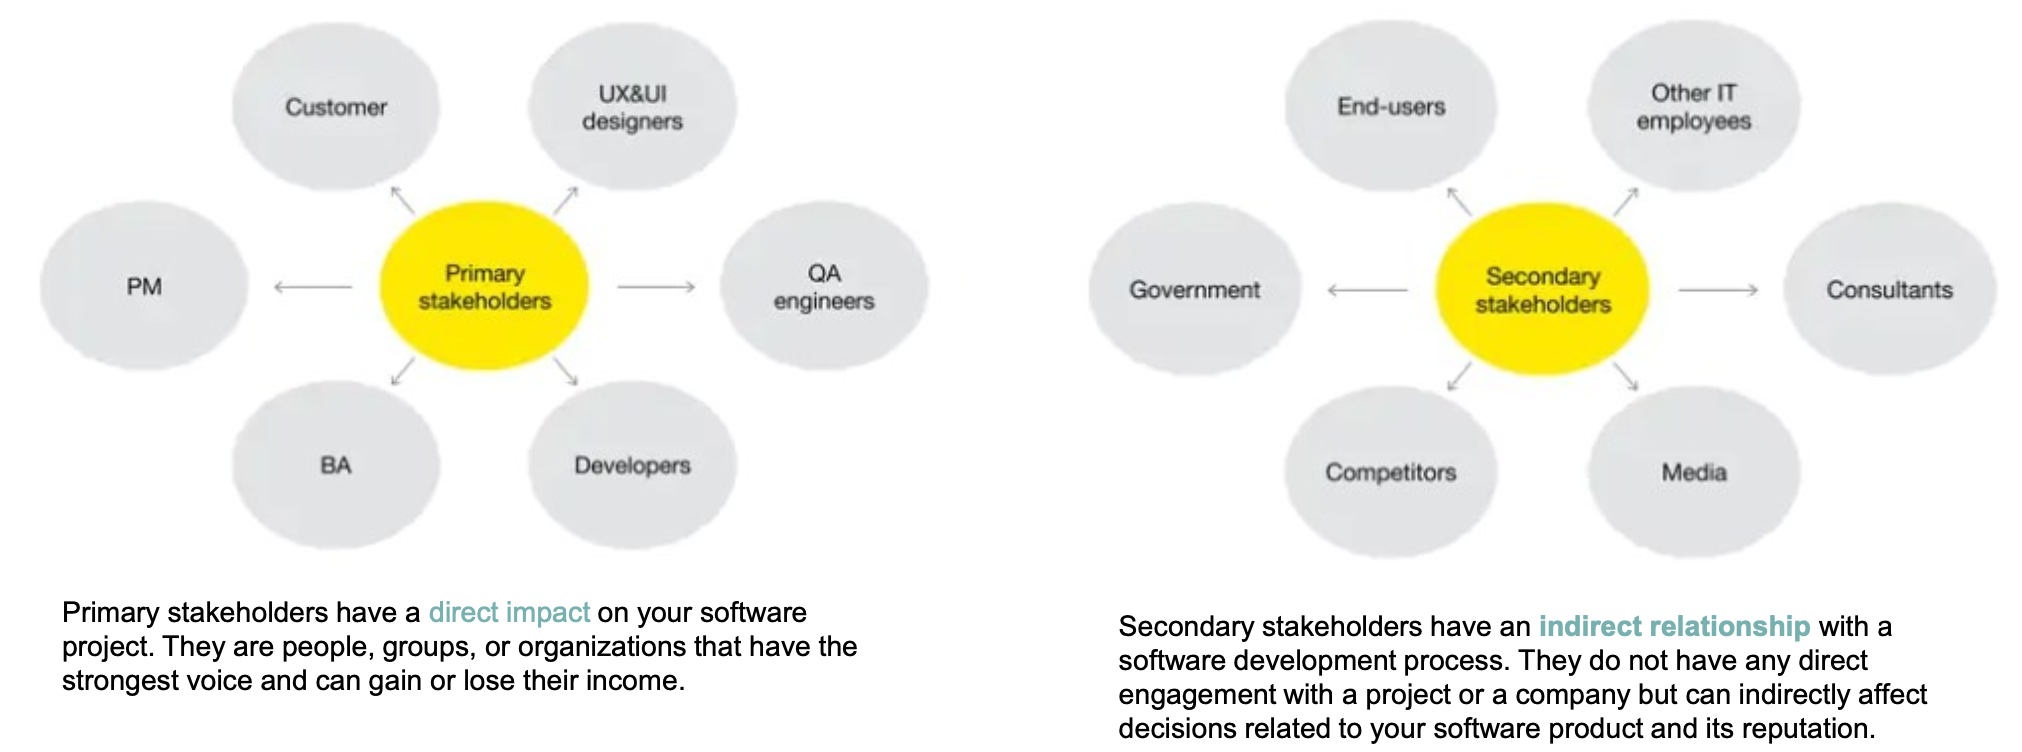 Customer
UX&UI
designers
PM
Primary
stakeholders
QA
engineers
BA
Developers
Primary stakeholders have a direct impact on your software
project. They are people, groups, or organizations that have the
strongest voice and can gain or lose their income.
End-users
Other IT
employees
Government
Secondary
stakeholders
Consultants
Competitors
Media
Secondary stakeholders have an indirect relationship with a
software development process. They do not have any direct
engagement with a project or a company but can indirectly affect
decisions related to your software product and its reputation.